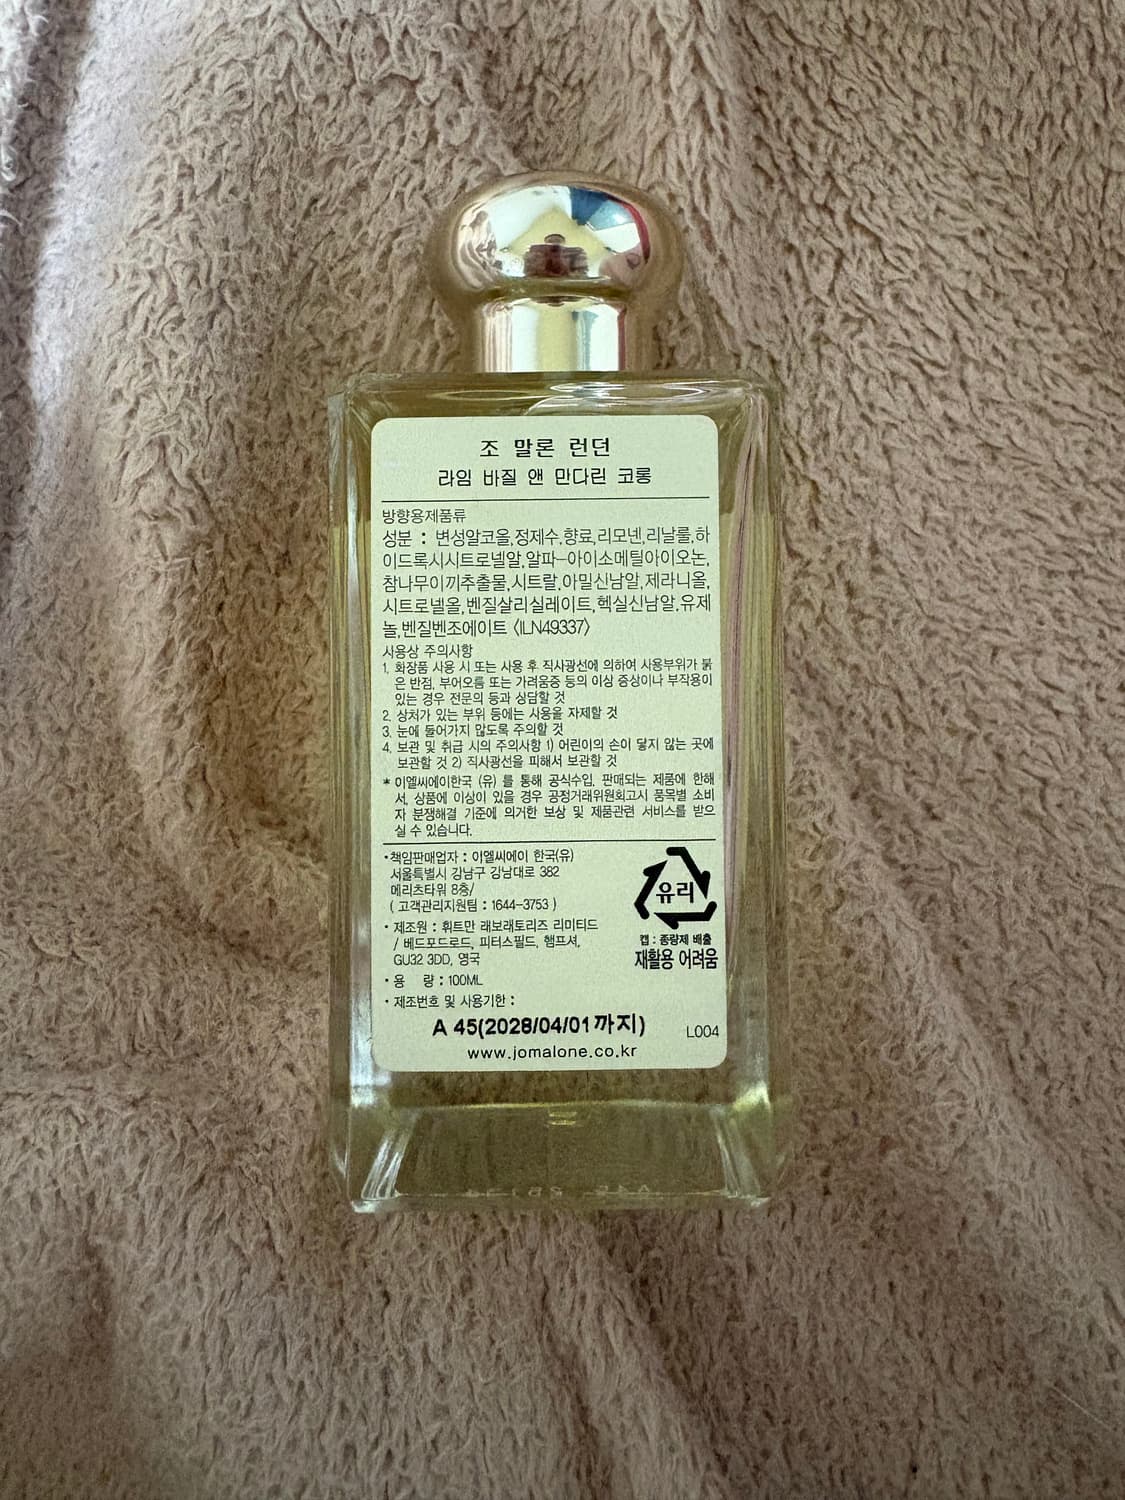 조 말론 런던
라임 바질 앤 만다린 코롱
방향용제품류
성분 : 변성알코올,정제수,향료,리모넨,리날룰,하
이드록시시트로넬알,알파-아이소메틸아이오논,
참나무이끼추출물,시트랄,아밀신남알,제라니올,
시트로넬올,벤질살리실레이트,헥실신남알,유제
놀,벤질벤조에이트 〈ILN49337〉
사용상 주의사항
1. 화장품 사용 시 또는 사용 후 직사광선에 의하여 사용부위가 붉
은 반점, 부어오름 또는 가려움증 등의 이상 증상이나 부작용이
있는 경우 전문의 등과 상담할 것
2. 상처가 있는 부위 등에는 사용을 자제할 것
3. 눈에 들어가지 않도록 주의할 것
4. 보관 및 취급 시의 주의사항 1) 어린이의 손이 닿지 않는 곳에
보관할 것 2) 직사광선을 피해서 보관할 것
* 이엘씨에이한국 (유) 를 통해 공식수입, 판매되는 제품에 한해
서, 상품에 이상이 있을 경우 공정거래위원회고시 품목별 소비
자 분쟁해결 기준에 의거한 보상 및 제품관련 서비스를 받으
실 수 있습니다.
•책임판매업자 : 이엘씨에이 한국(유)
서울특별시 강남구 강남대로 382
메리츠타워 8층/
( 고객관리지원팀 : 1644-3753 )
• 제조원 : 휘트만 래보래토리즈 리미티드
/ 베드포드로드, 피터스필드, 햄프셔,
GU32 3DD, 영국
유리
캡 : 종량제 배출
재활용 어려움
• 용 량 : 100ML
• 제조번호 및 사용기한 :
A 45(2028/04/01까지)
L004
www.jomalone.co.kr